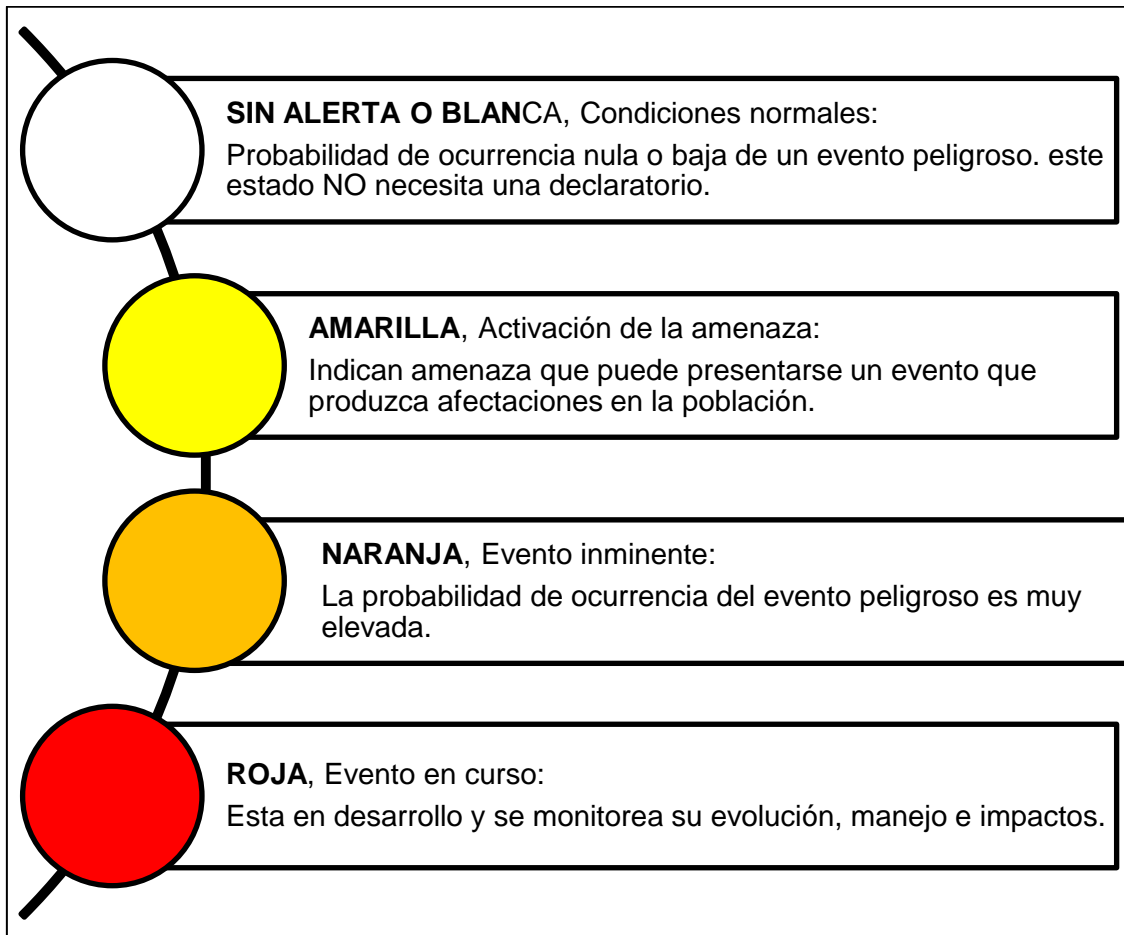 SIN ALERTA O BLANCA, Condiciones normales:
Probabilidad de ocurrencia nula o baja de un evento peligroso. este
estado NO necesita una declaratorio.
AMARILLA, Activación de la amenaza:
Indican amenaza que puede presentarse un evento que
produzca afectaciones en la población.
NARANJA, Evento inminente:
La probabilidad de ocurrencia del evento peligroso es muy
elevada.
ROJA, Evento en curso:
Esta en desarrollo y se monitorea su evolución, manejo e impactos.